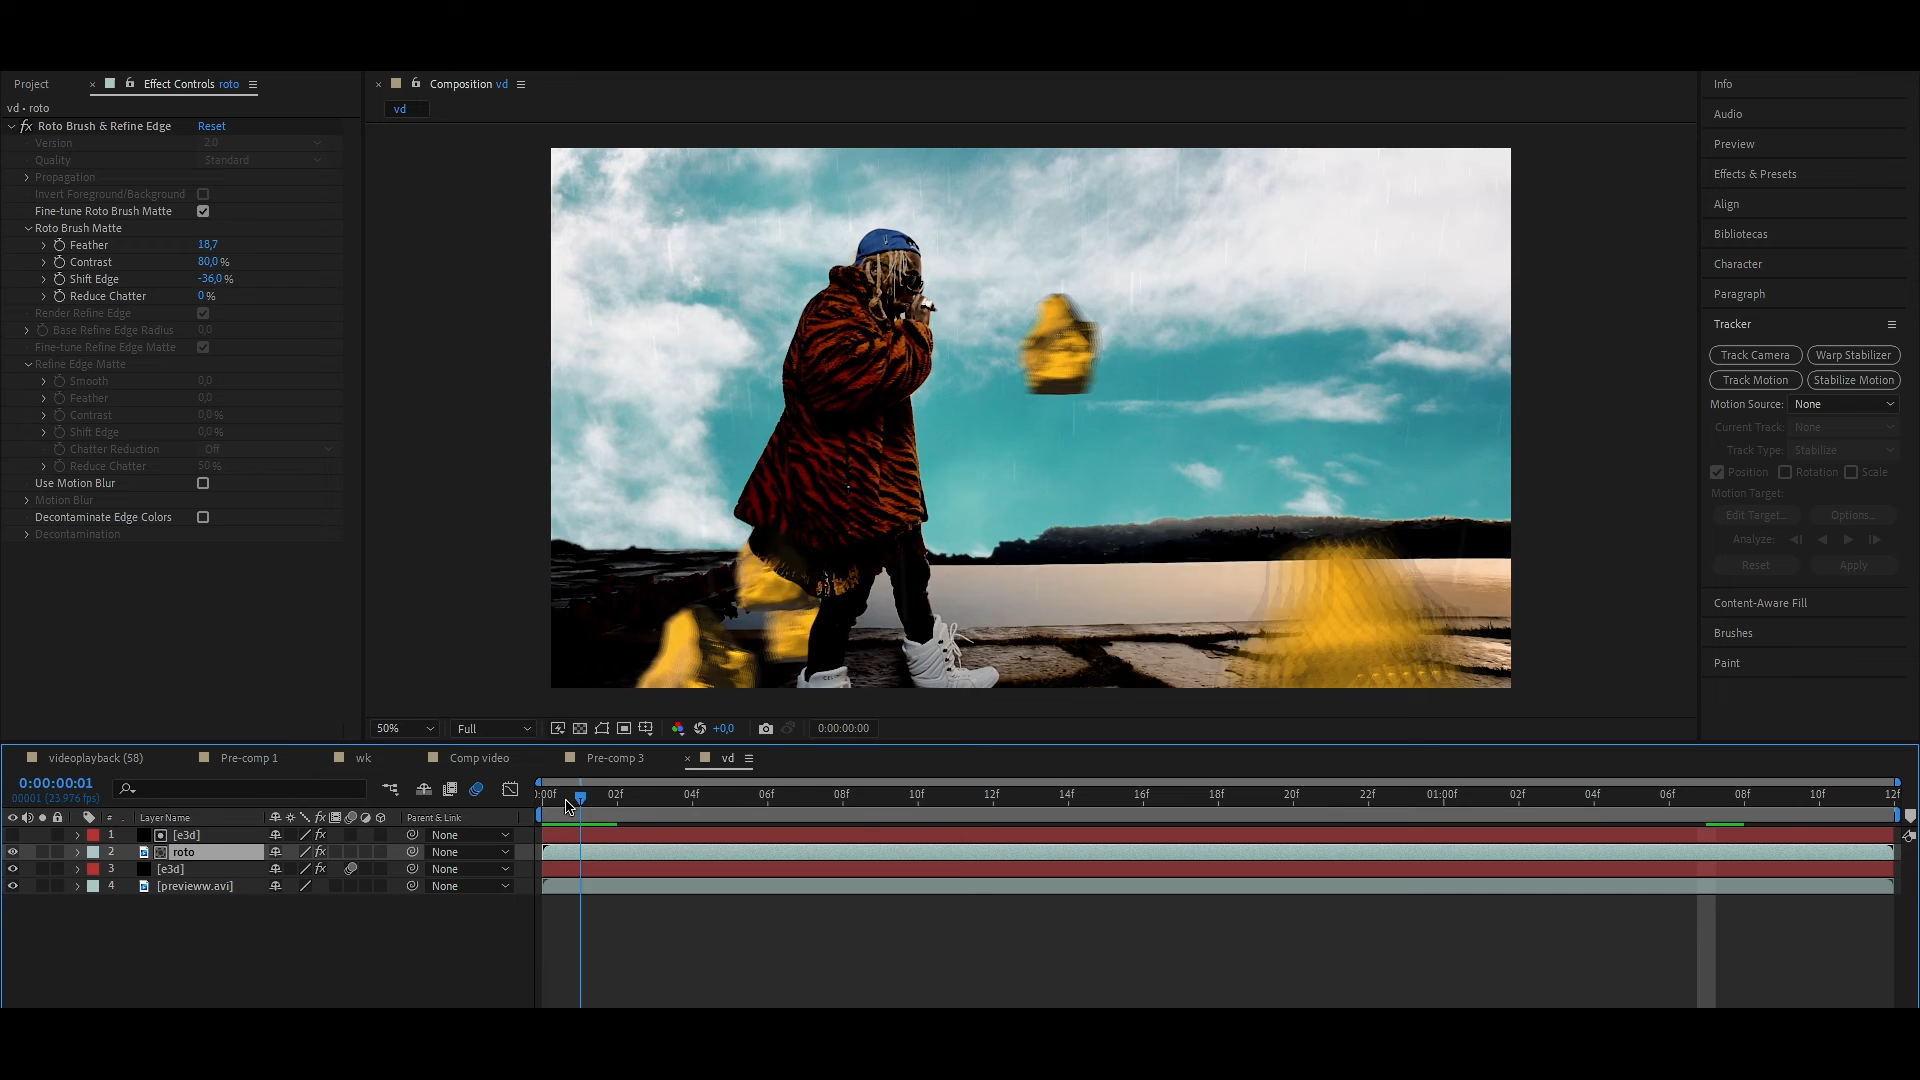 Project
Effect Controls roto
vd • roto
fx Roto Brush & Refine Edge Reset
Version 2.0
Quality Standard
Propagation
Invert Foreground/Background
Fine-tune Roto Brush Matte
Roto Brush Matte
Feather 18,7
Contrast 80,0 %
Shift Edge -36,0 %
Reduce Chatter 0 %
Render Refine Edge
Base Refine Edge Radius 0,0
Fine-tune Refine Edge Matte
Refine Edge Matte
Smooth 0,0
Feather 0,0
Contrast 0,0 %
Shift Edge 0,0 %
Chatter Reduction Off
Reduce Chatter 50 %
Use Motion Blur
Motion Blur
Decontaminate Edge Colors
Decontamination
Composition vd
vd
50% Full +0,0 0:00:00:00
Info
Audio
Preview
Effects & Presets
Align
Bibliotecas
Character
Paragraph
Tracker
Track Camera Warp Stabilizer
Track Motion Stabilize Motion
Motion Source: None
Current Track: None
Track Type: Stabilize
Position Rotation Scale
Motion Target:
Edit Target... Options...
Analyze:
Reset Apply
Content-Aware Fill
Brushes
Paint
videoplayback (58) Pre-comp 1 wk Comp video Pre-comp 3 vd
0:00:00:01
00001 (23.976 fps)
:00f 02f 04f 06f 08f 10f 12f 14f 16f 18f 20f 22f 01:00f 02f 04f 06f 08f 10f 12f
# Layer Name fx Parent & Link
1 [e3d] fx None
2 roto fx None
3 [e3d] fx None
4 [previeww.avi] None